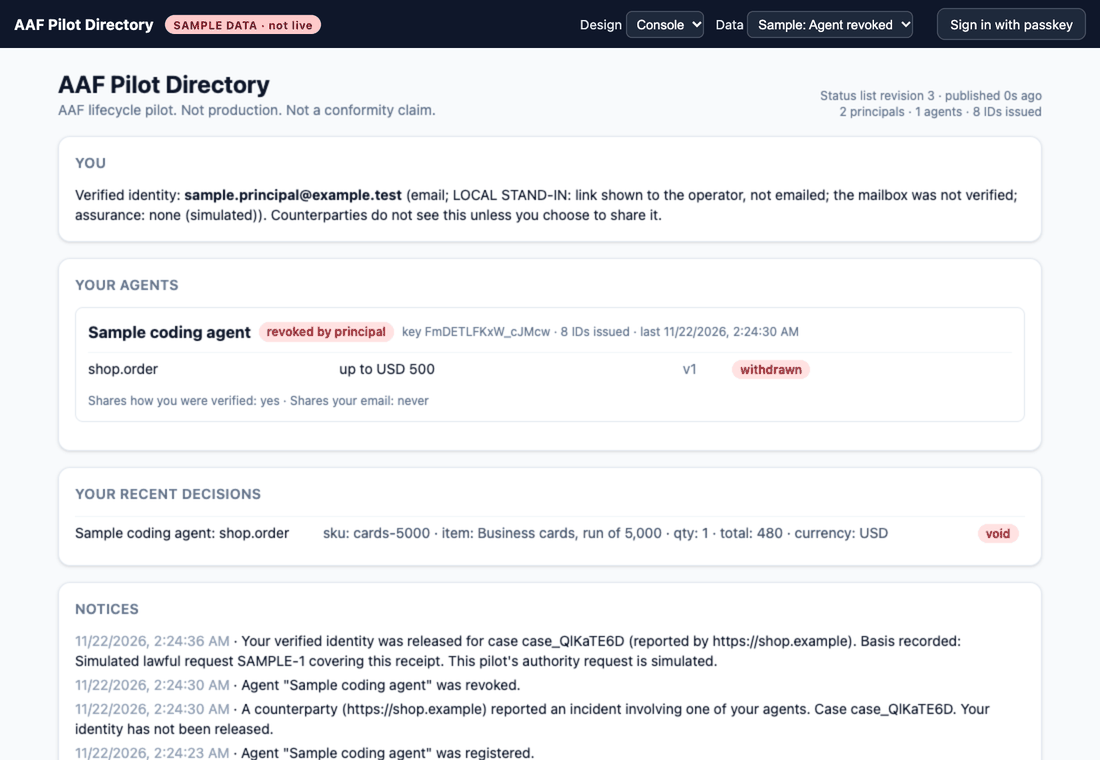 AAF Pilot Directory SAMPLE DATA · not live Design Console Data Sample: Agent revoked Sign in with passkey
AAF Pilot Directory
AAF lifecycle pilot. Not production. Not a conformity claim.
Status list revision 3 · published 0s ago
2 principals · 1 agents · 8 IDs issued
YOU
Verified identity: sample.principal@example.test (email; LOCAL STAND-IN: link shown to the operator, not emailed; the mailbox was not verified;
assurance: none (simulated)). Counterparties do not see this unless you choose to share it.
YOUR AGENTS
Sample coding agent revoked by principal key FmDETLFKxW_cJMcw · 8 IDs issued · last 11/22/2026, 2:24:30 AM
shop.order up to USD 500 v1 withdrawn
Shares how you were verified: yes · Shares your email: never
YOUR RECENT DECISIONS
Sample coding agent: shop.order sku: cards-5000 · item: Business cards, run of 5,000 · qty: 1 · total: 480 · currency: USD void
NOTICES
11/22/2026, 2:24:36 AM · Your verified identity was released for case case_QlKaTE6D (reported by https://shop.example). Basis recorded:
Simulated lawful request SAMPLE-1 covering this receipt. This pilot's authority request is simulated.
11/22/2026, 2:24:30 AM · Agent "Sample coding agent" was revoked.
11/22/2026, 2:24:30 AM · A counterparty (https://shop.example) reported an incident involving one of your agents. Case case_QlKaTE6D. Your
identity has not been released.
11/22/2026, 2:24:23 AM · Agent "Sample coding agent" was registered.